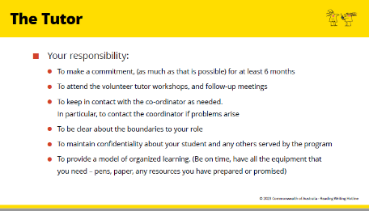 The Tutor
Your responsibility:
To make a commitment, (as much as that is possible) for at least 6 months
To attend the volunteer tutor workshops, and follow-up meetings
To keep in contact with the co-ordinator as needed.
In particular, to contact the coordinator if problems arise
To be clear about the boundaries to your role
To maintain confidentiality about your student and any others served by the program
To provide a model of organized learning. (Be on time, have all the equipment that
you need – pens, paper, any resources you have prepared or promised)
© 2021 Commonwealth of Australia - Reading Writing Hotline